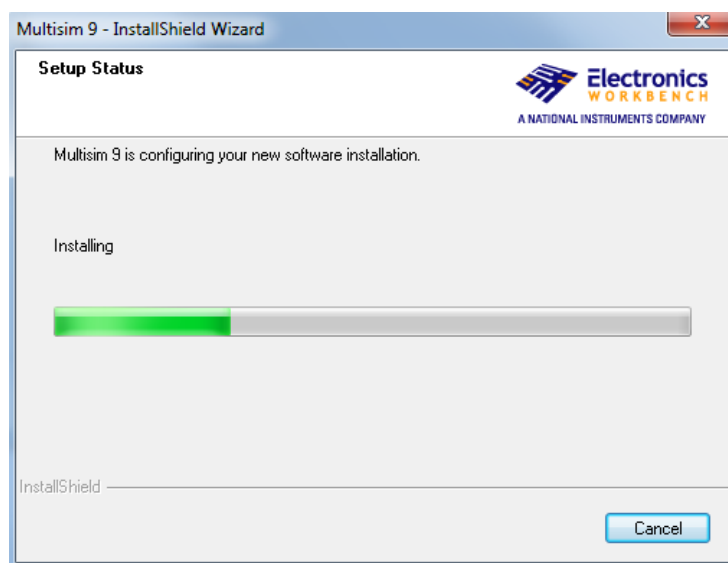 Multisim 9 - InstallShield Wizard
Setup Status
Electronics
WORKBENCH
A NATIONAL INSTRUMENTS COMPANY
Multisim 9 is configuring your new software installation.
Installing
InstallShield
Cancel